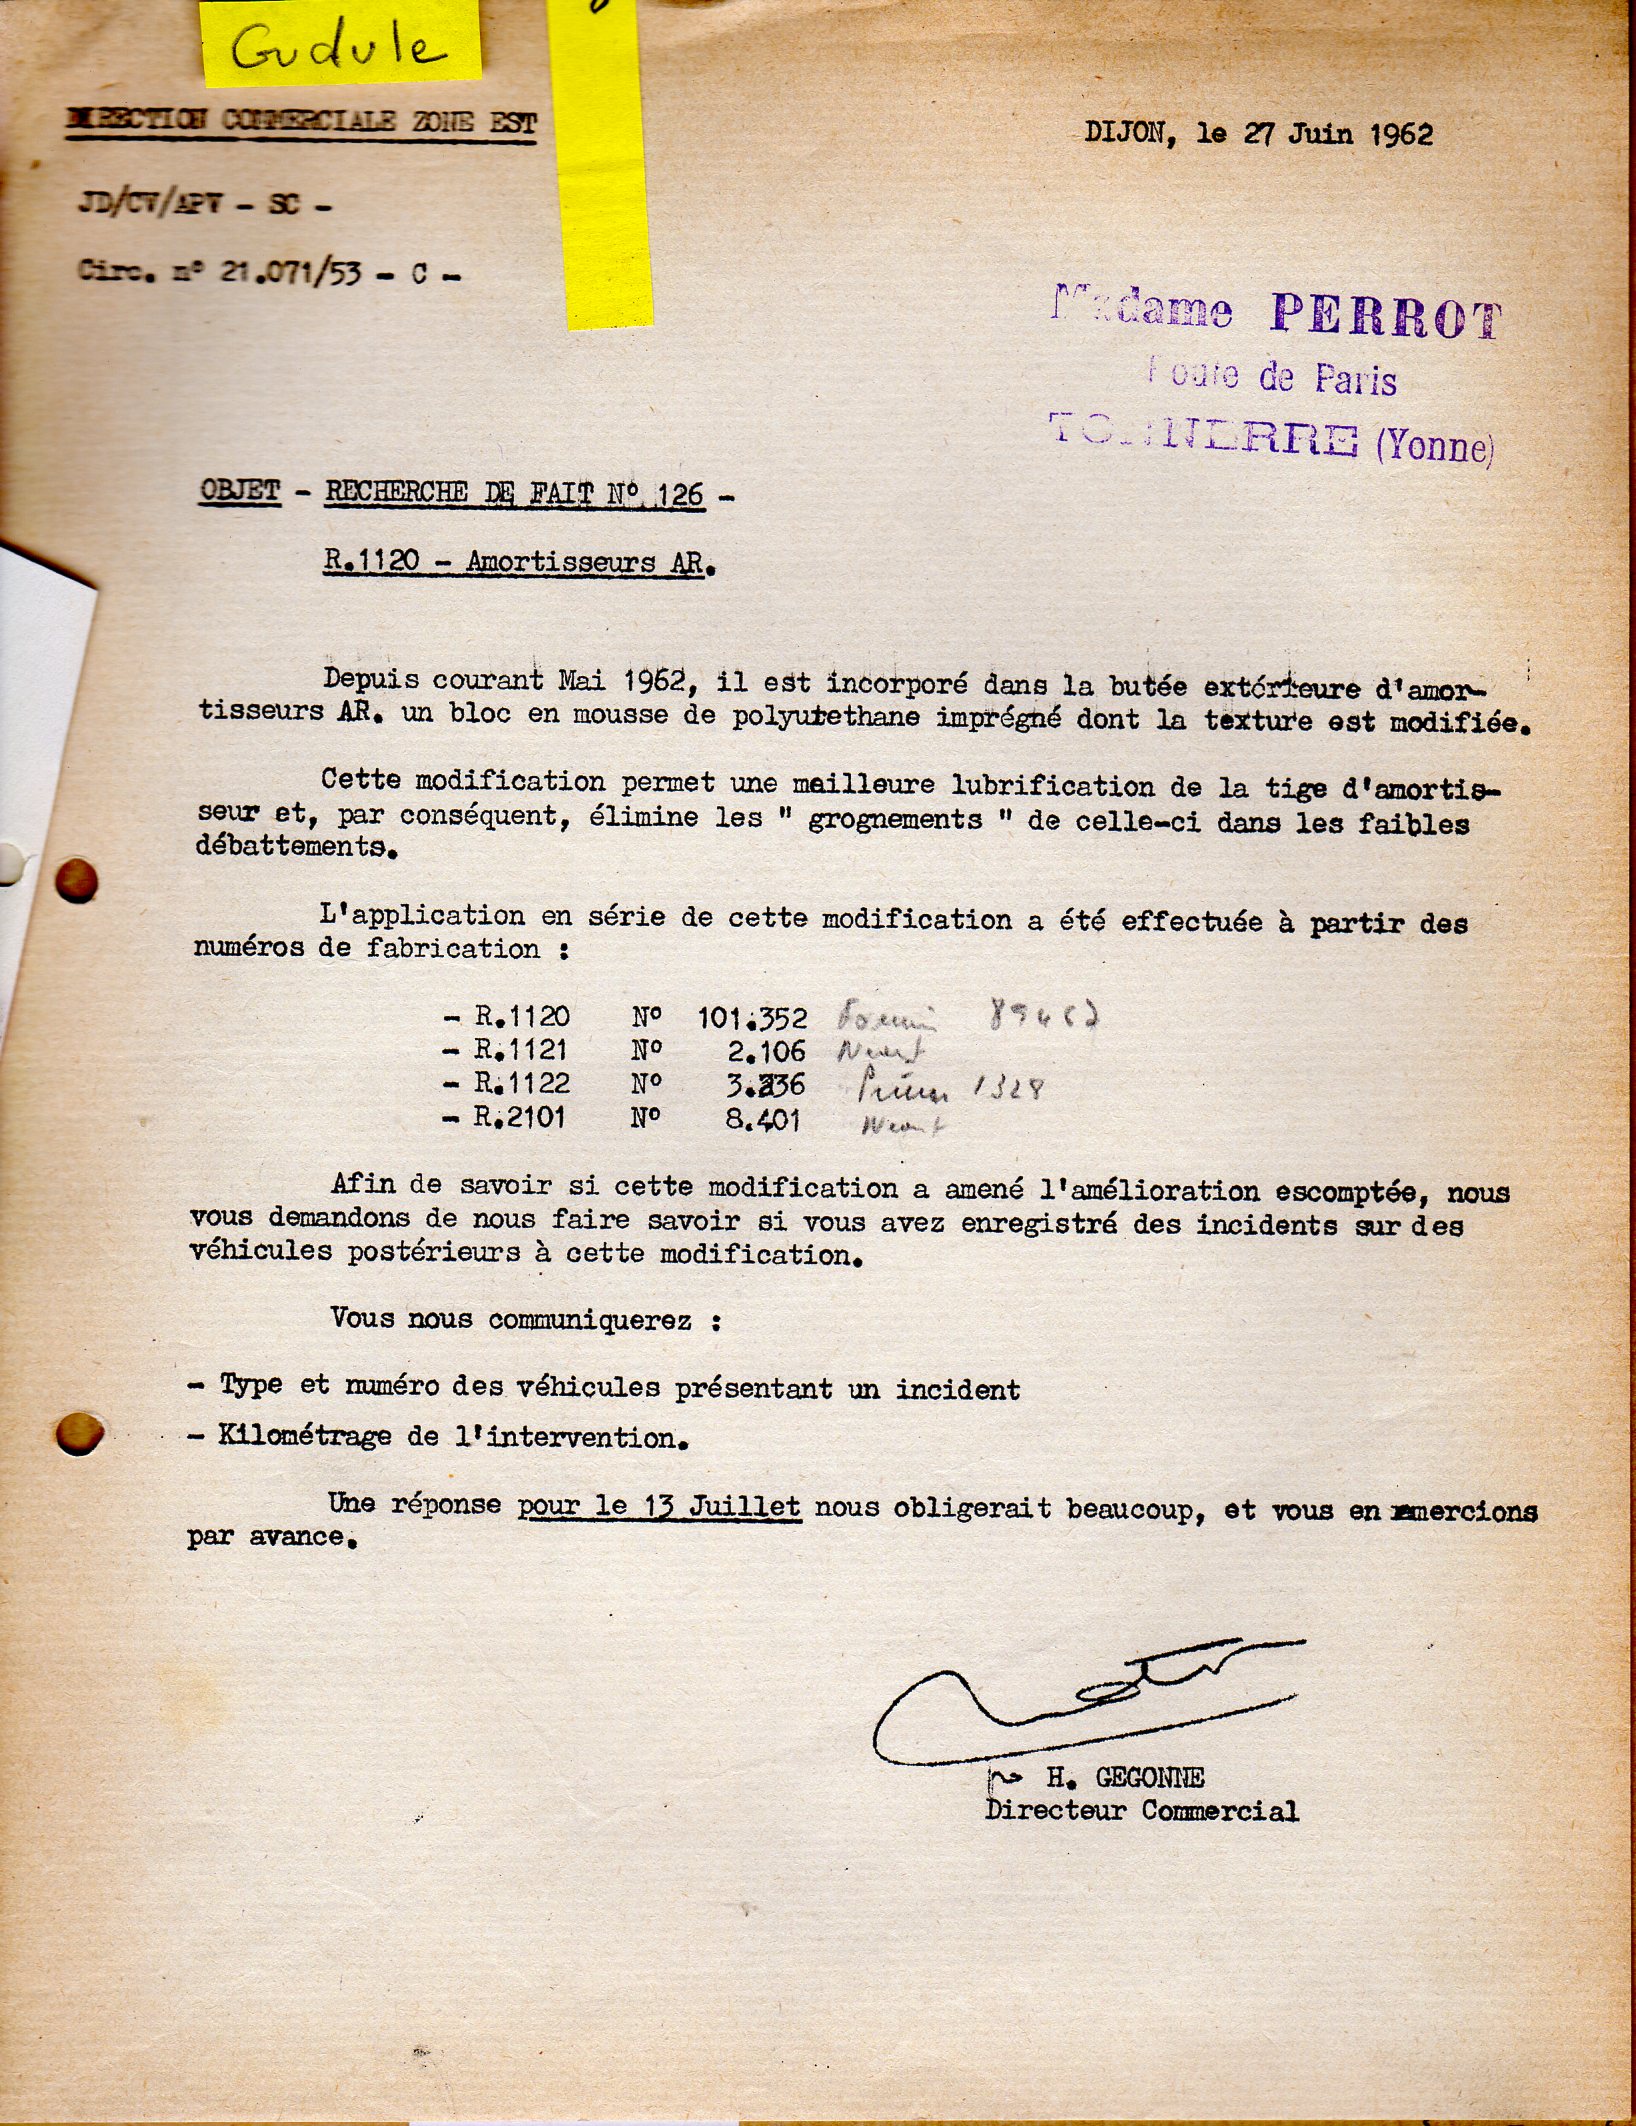 Gudule
DIRECTION COMMERCIALE ZONE EST
DIJON, le 27 Juin 1962
JD/CV/APV - SC -
Circ. n° 21.071/53 - C -
Madame PERROT
Route de Paris
TONNERRE (Yonne)
OBJET - RECHERCHE DE FAIT N° 126 -
R.1120 - Amortisseurs AR.
Depuis courant Mai 1962, il est incorporé dans la butée extérieure d'amor-
tisseurs AR. un bloc en mousse de polyutethane imprégné dont la texture est modifiée.
Cette modification permet une meilleure lubrification de la tige d'amortis-
seur et, par conséquent, élimine les " grognements " de celle-ci dans les faibles
débattements.
L'application en série de cette modification a été effectuée à partir des
numéros de fabrication :
- R.1120 N° 101.352
- R.1121 N° 2.106 Neant
- R.1122 N° 3.236 1328
- R.2101 N° 8.401 Neant
Afin de savoir si cette modification a amené l'amélioration escomptée, nous
vous demandons de nous faire savoir si vous avez enregistré des incidents sur des
véhicules postérieurs à cette modification.
Vous nous communiquerez :
- Type et numéro des véhicules présentant un incident
- Kilométrage de l'intervention.
Une réponse pour le 13 Juillet nous obligerait beaucoup, et vous en remercions
par avance.
H. GEGONNE
Directeur Commercial